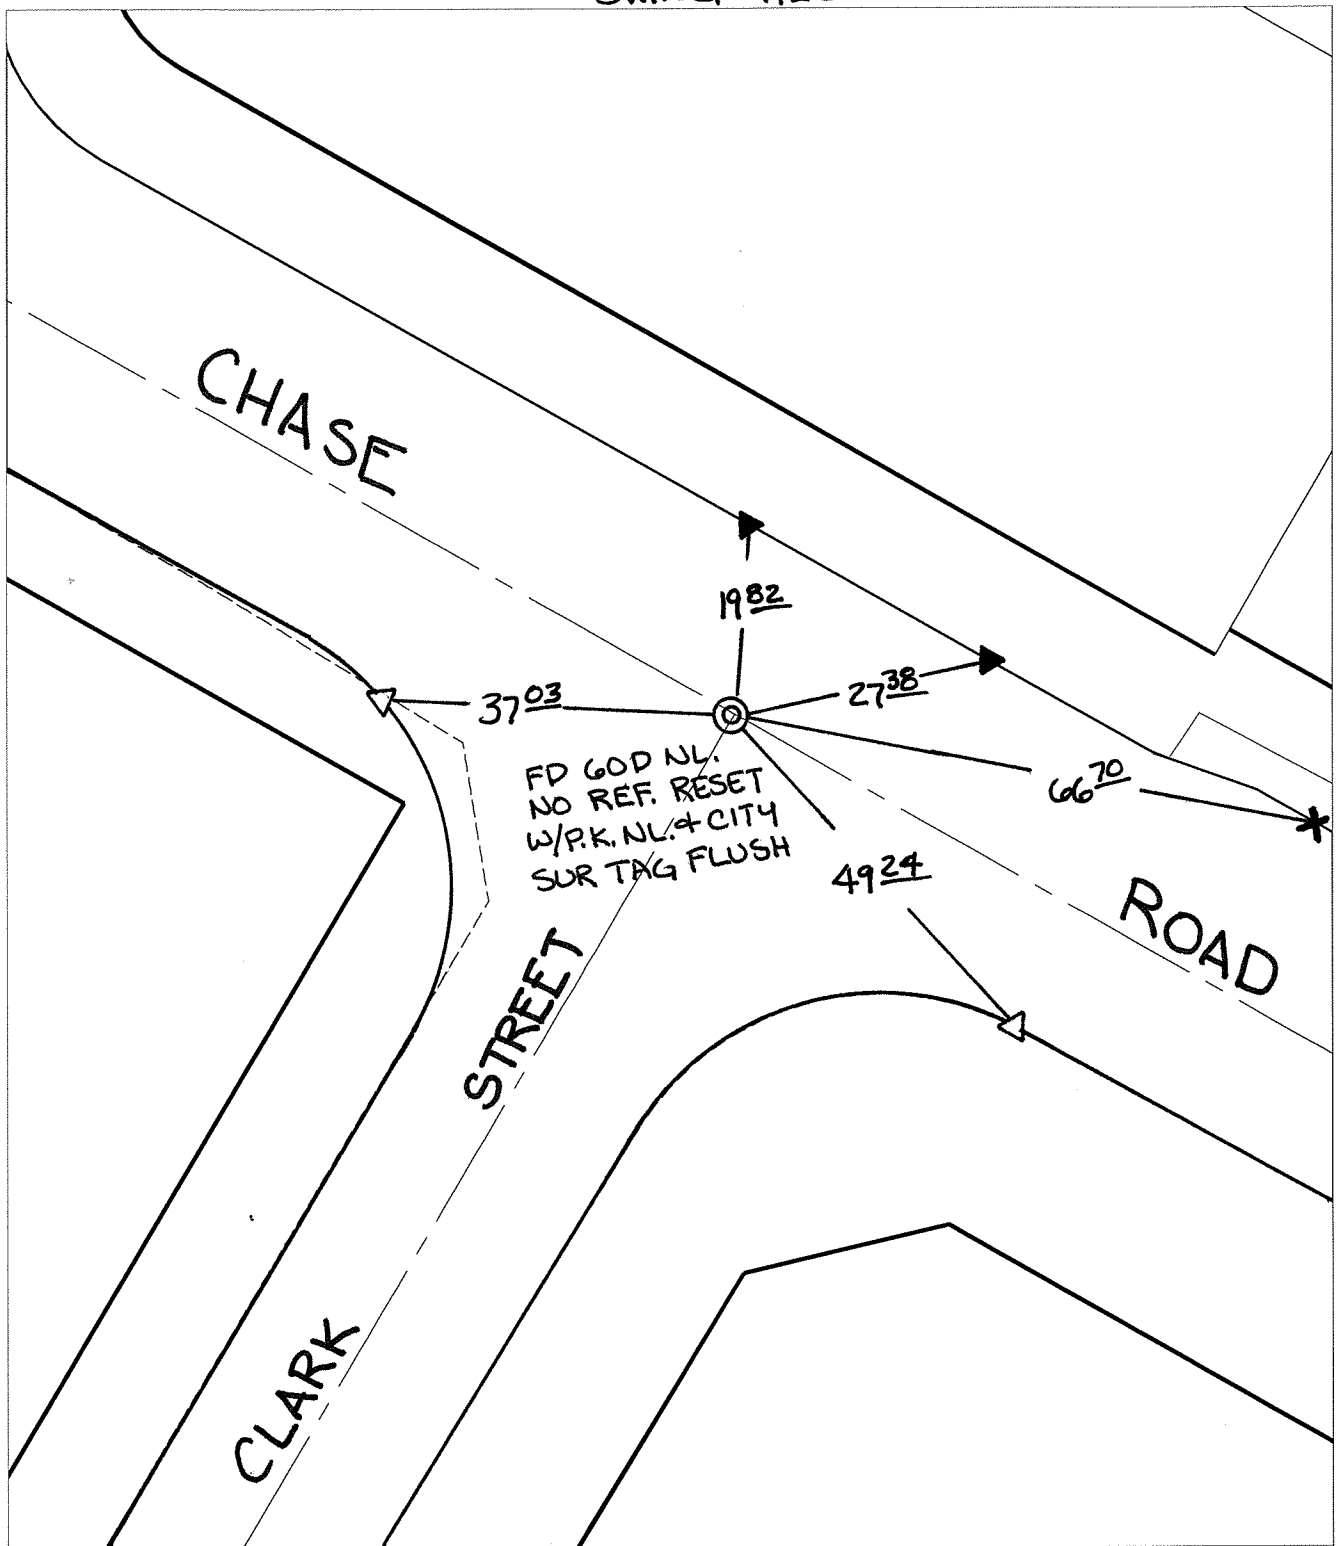 CHASE
19 82
37 03
27 38
66 70
FD 60D NL.
NO REF. RESET
W/P.K. NL. & CITY
SUR TAG FLUSH
49 24
ROAD
STREET
CLARK